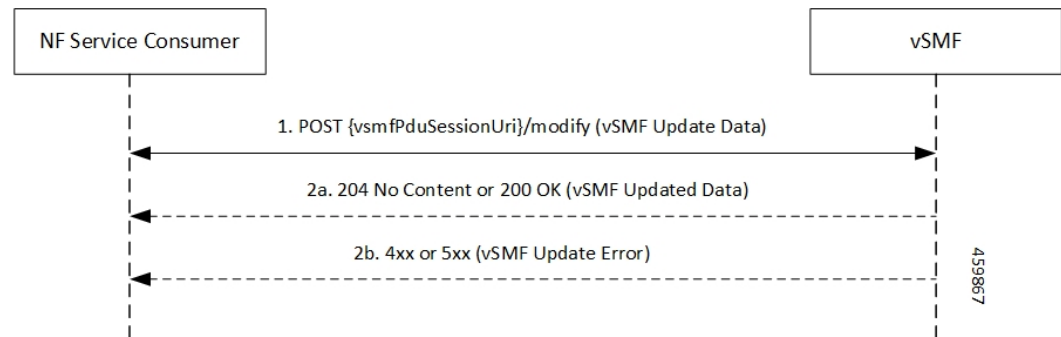 NF Service Consumer
vSMF
1. POST {vsmfPduSessionUri}/modify (vSMF Update Data)
2a. 204 No Content or 200 OK (vSMF Updated Data)
2b. 4xx or 5xx (vSMF Update Error)
459867